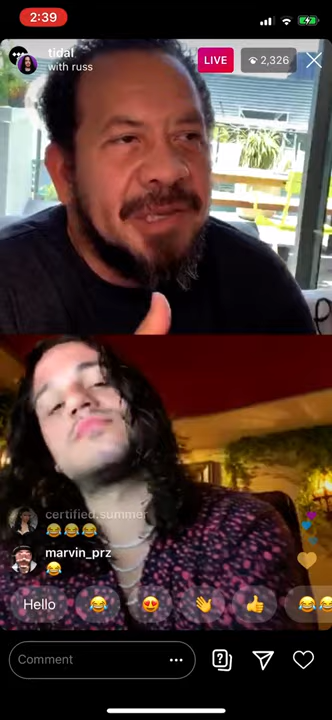 2:39
tidal
with russ
LIVE
2,326
certified.summer
😂😂😂
marvin_prz
😂
Hello
Comment